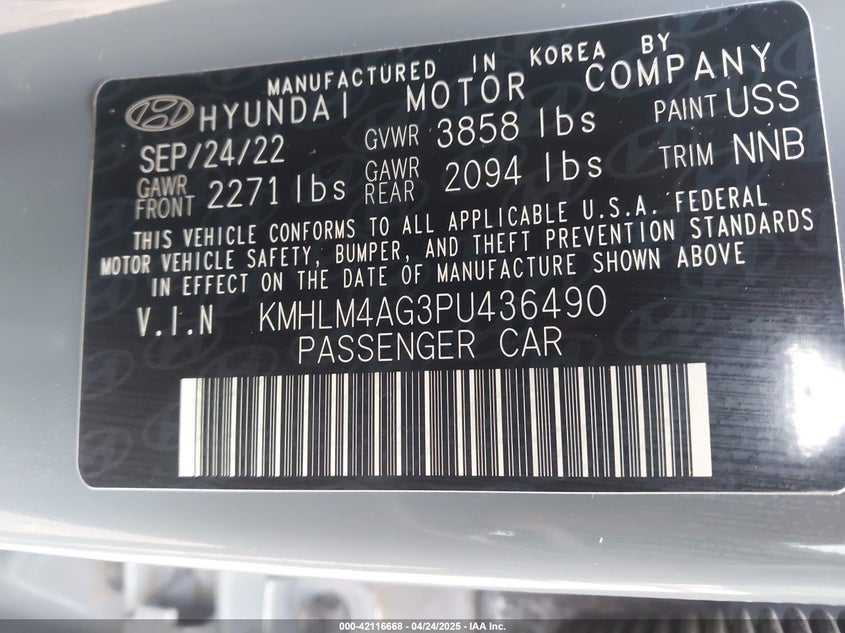 MANUFACTURED IN KOREA BY
HYUNDAI MOTOR COMPANY
SEP/24/22 GVWR 3858 lbs PAINT USS
GAWR FRONT 2271 lbs GAWR REAR 2094 lbs TRIM NNB
THIS VEHICLE CONFORMS TO ALL APPLICABLE U.S.A. FEDERAL
MOTOR VEHICLE SAFETY, BUMPER, AND THEFT PREVENTION STANDARDS
IN EFFECT ON THE DATE OF MANUFACTURE SHOWN ABOVE
V.I.N KMHLM4AG3PU436490
PASSENGER CAR
000-42116668 - 04/24/2025 - IAA Inc.